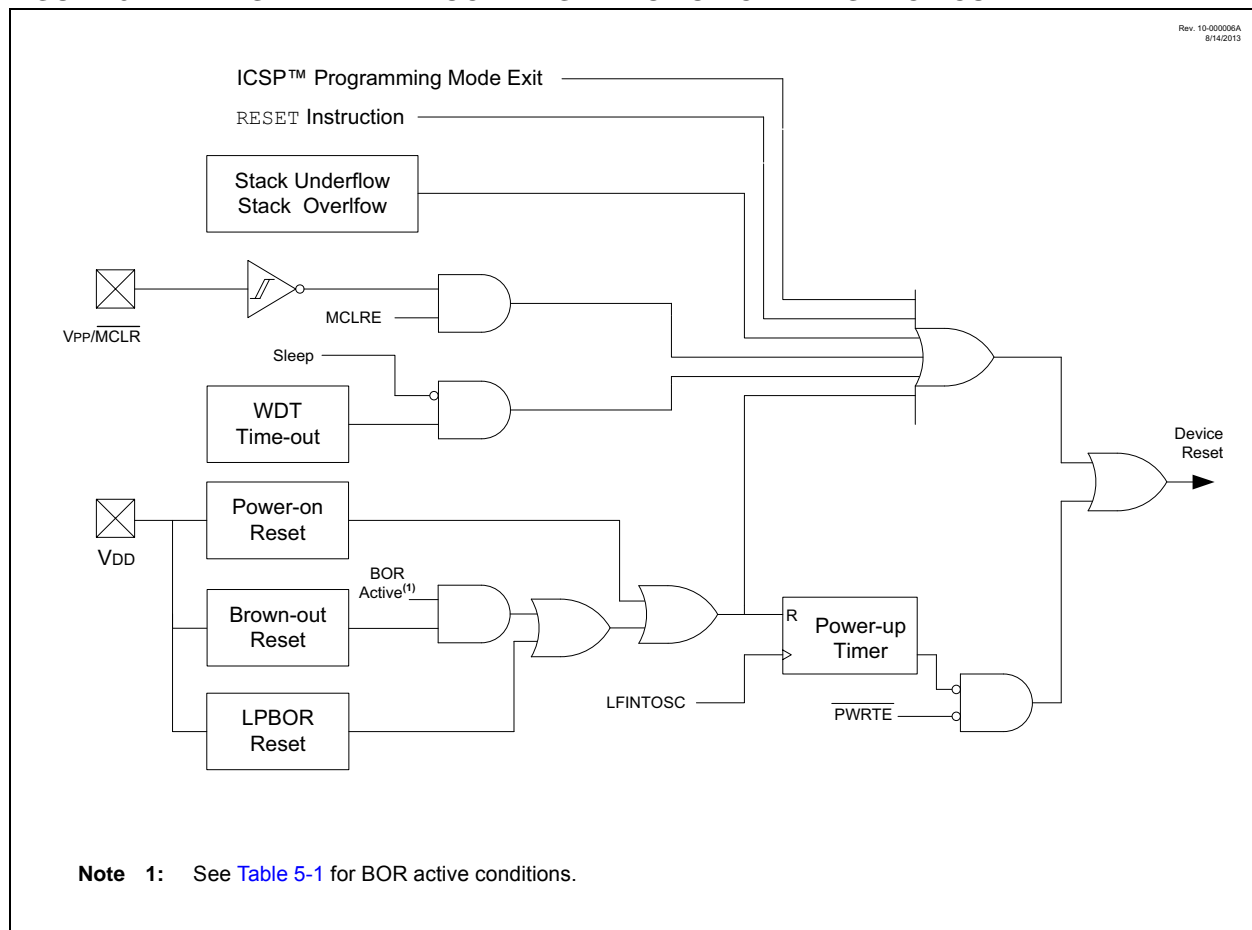 Rev. 10-000006A
8/14/2013
ICSP™ Programming Mode Exit
RESET Instruction
Stack Underflow
Stack Overlfow
VPP/MCLR
MCLRE
Sleep
WDT
Time-out
Device
Reset
VDD
Power-on
Reset
BOR
Active(1)
Brown-out
Reset
R
Power-up
Timer
LPBOR
Reset
LFINTOSC
PWRTE
Note 1: See Table 5-1 for BOR active conditions.